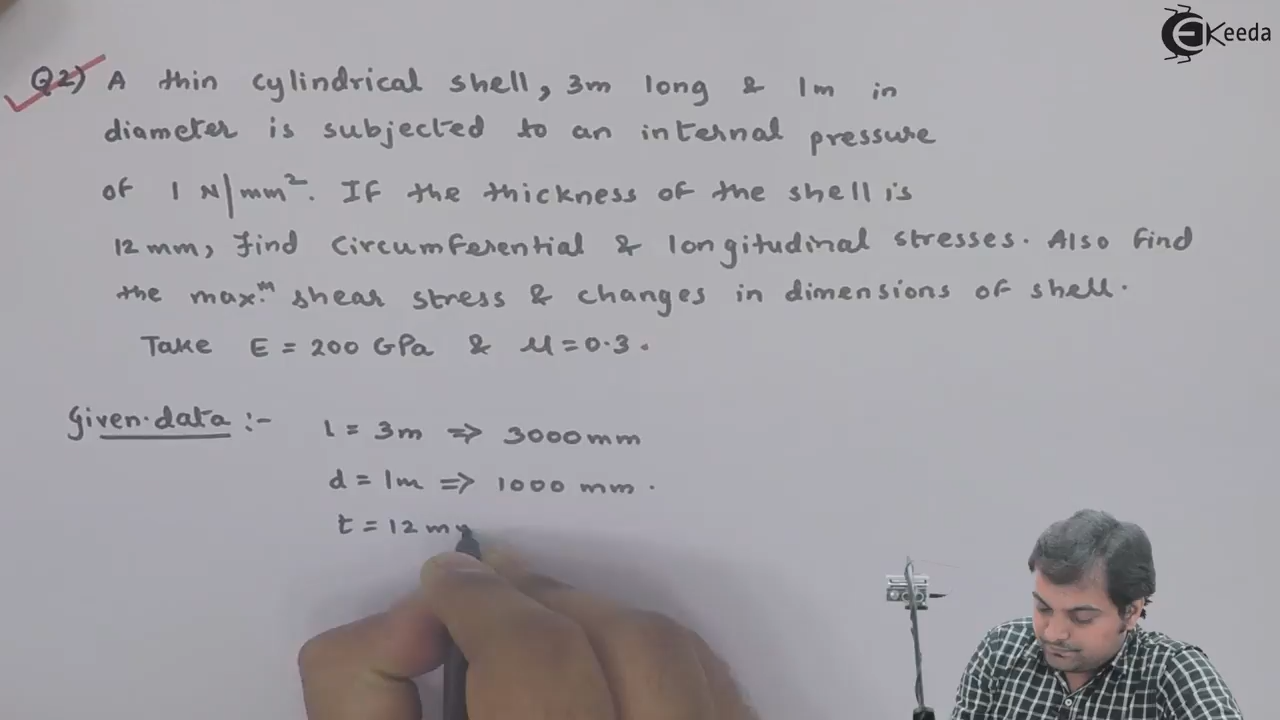 Ekeeda
Q2) A thin cylindrical shell, 3m long & 1m in
diameter is subjected to an internal pressure
of 1 N/mm². If the thickness of the shell is
12 mm, find circumferential & longitudinal stresses. Also find
the max.ᵐ shear stress & changes in dimensions of shell.
Take E = 200 GPa & μ = 0.3.
Given data :-
l = 3m => 3000mm
d = 1m => 1000 mm.
t = 12 mm